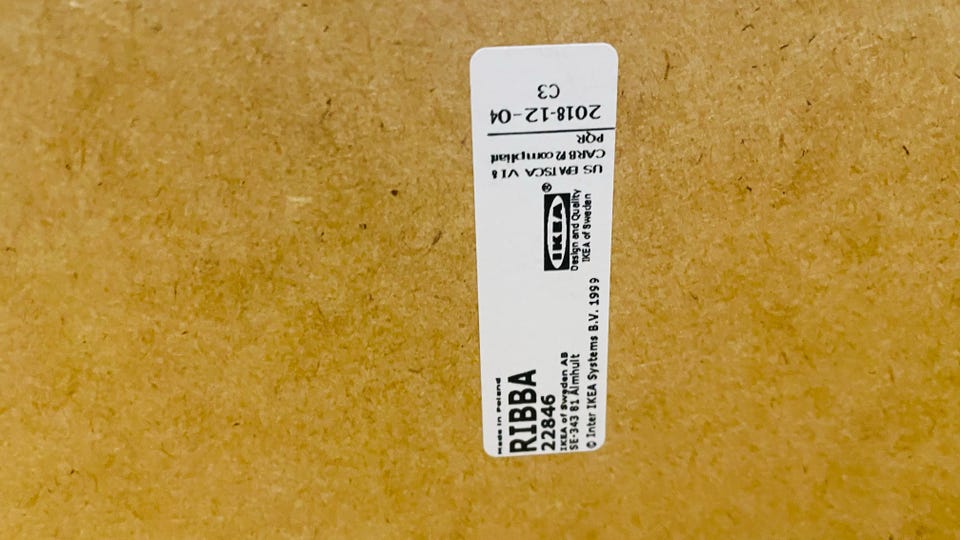 Made in Poland
RIBBA
22846
IKEA of Sweden AB
SE-343 81 Älmhult
© Inter IKEA Systems B.V. 1999
IKEA®
Design and Quality
IKEA of Sweden
US EPA TSCA VI &
CARB P2 compliant
PQR
2018-12-04
C3